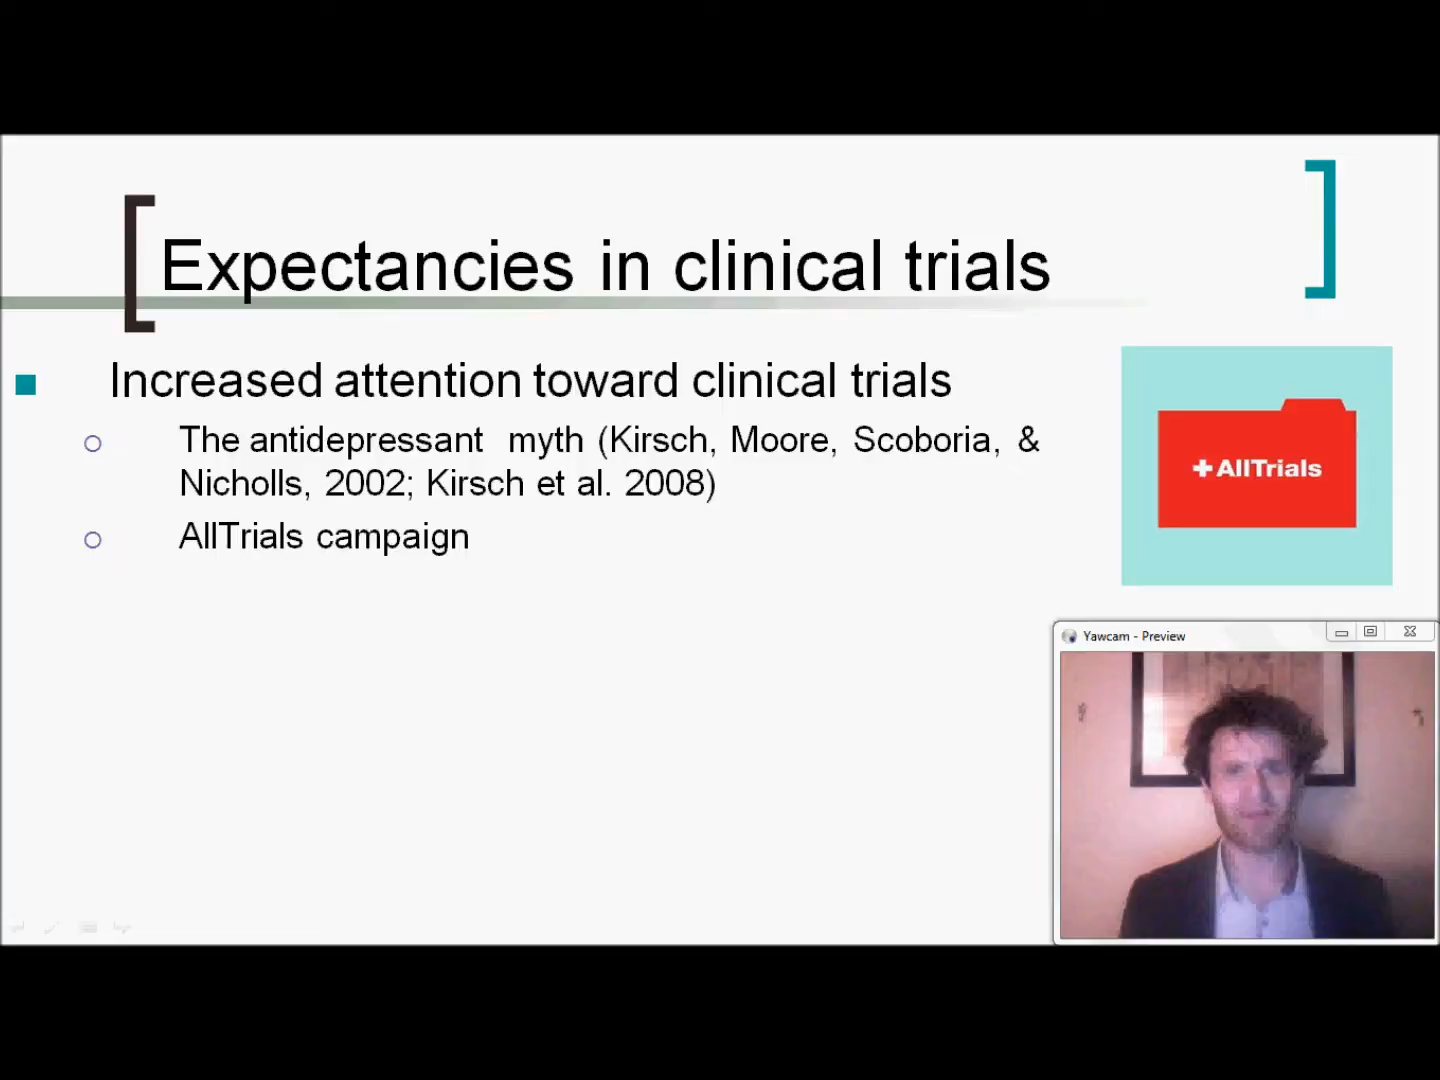 Expectancies in clinical trials
Increased attention toward clinical trials
The antidepressant myth (Kirsch, Moore, Scoboria, &
Nicholls, 2002; Kirsch et al. 2008)
AllTrials campaign
+AllTrials
Yawcam - Preview